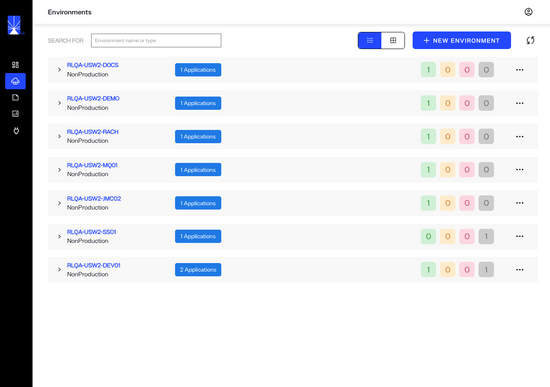 Environments
SEARCH FOR
Environment name or type
+ NEW ENVIRONMENT
RLQA-USW2-DOCS
NonProduction
1 Applications
1 0 0 0
RLQA-USW2-DEMO
NonProduction
1 Applications
1 0 0 0
RLQA-USW2-RACH
NonProduction
1 Applications
1 0 0 0
RLQA-USW2-MQ01
NonProduction
1 Applications
1 0 0 0
RLQA-USW2-JMC02
NonProduction
1 Applications
1 0 0 0
RLQA-USW2-SS01
NonProduction
1 Applications
0 0 0 1
RLQA-USW2-DEV01
NonProduction
2 Applications
1 0 0 1